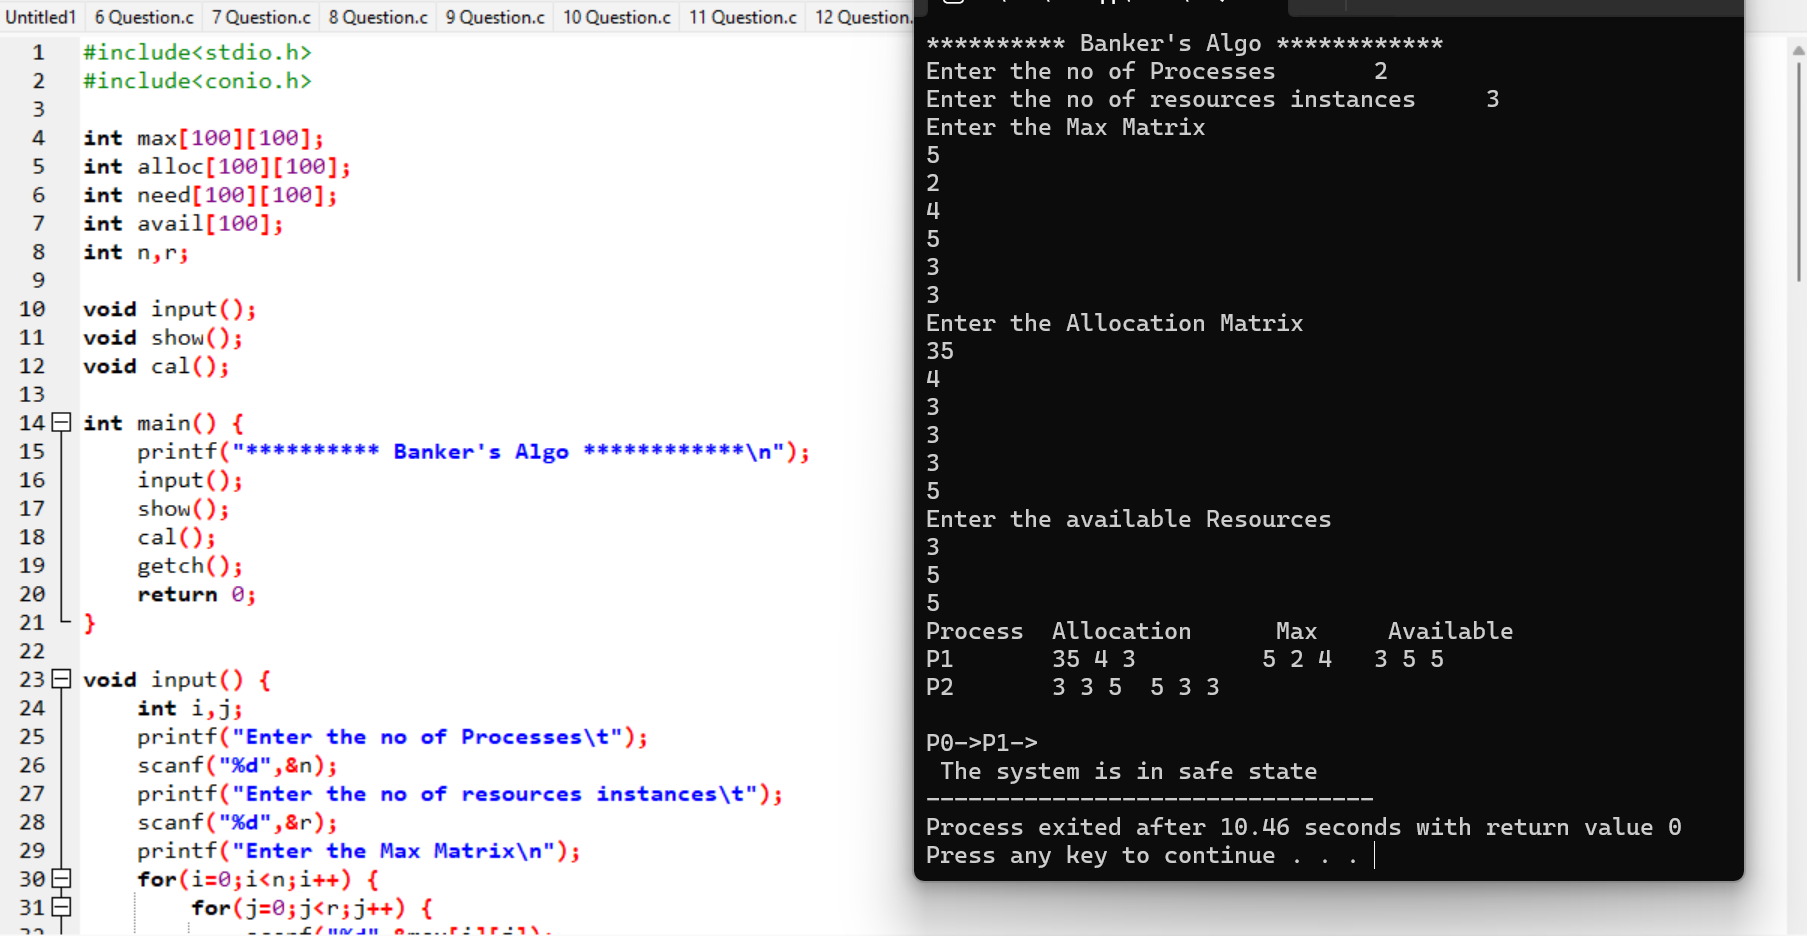 Untitled1 6 Question.c 7 Question.c 8 Question.c 9 Question.c 10 Question.c 11 Question.c 12 Question.
1 #include<stdio.h>
2 #include<conio.h>
3
4 int max[100][100];
5 int alloc[100][100];
6 int need[100][100];
7 int avail[100];
8 int n,r;
9
10 void input();
11 void show();
12 void cal();
13
14 int main() {
15 printf("********** Banker's Algo ************\n");
16 input();
17 show();
18 cal();
19 getch();
20 return 0;
21 }
22
23 void input() {
24 int i,j;
25 printf("Enter the no of Processes\t");
26 scanf("%d",&n);
27 printf("Enter the no of resources instances\t");
28 scanf("%d",&r);
29 printf("Enter the Max Matrix\n");
30 for(i=0;i<n;i++) {
31 for(j=0;j<r;j++) {
********** Banker's Algo ************
Enter the no of Processes 2
Enter the no of resources instances 3
Enter the Max Matrix
5
2
4
5
3
3
Enter the Allocation Matrix
35
4
3
3
3
5
Enter the available Resources
3
5
5
Process Allocation Max Available
P1 35 4 3 5 2 4 3 5 5
P2 3 3 5 5 3 3
P0->P1->
The system is in safe state
--------------------------------
Process exited after 10.46 seconds with return value 0
Press any key to continue . . .